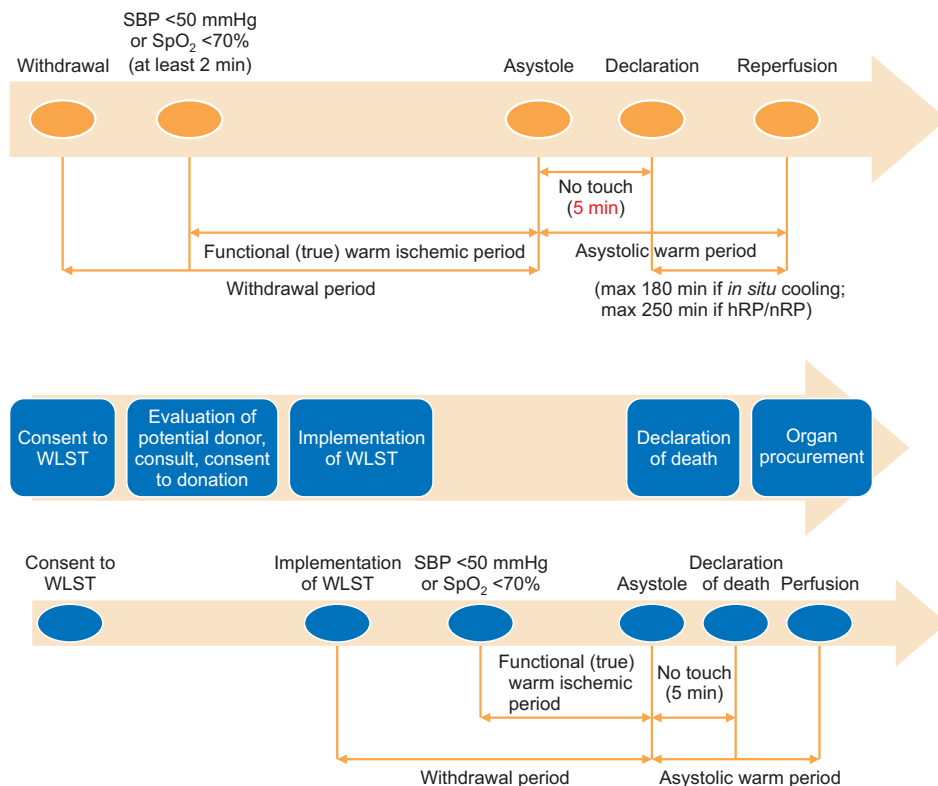 SBP <50 mmHg
or SpO₂ <70%
(at least 2 min)
Withdrawal
Asystole
Declaration
Reperfusion
No touch
(5 min)
Functional (true) warm ischemic period
Asystolic warm period
Withdrawal period
(max 180 min if in situ cooling;
max 250 min if hRP/nRP)
Consent to
WLST
Evaluation of
potential donor,
consult, consent
to donation
Implementation
of WLST
Declaration
of death
Organ
procurement
Consent to
WLST
Implementation
of WLST
SBP <50 mmHg
or SpO₂ <70%
Asystole
Declaration
of death
Perfusion
Functional (true)
warm ischemic
period
No touch
(5 min)
Withdrawal period
Asystolic warm period